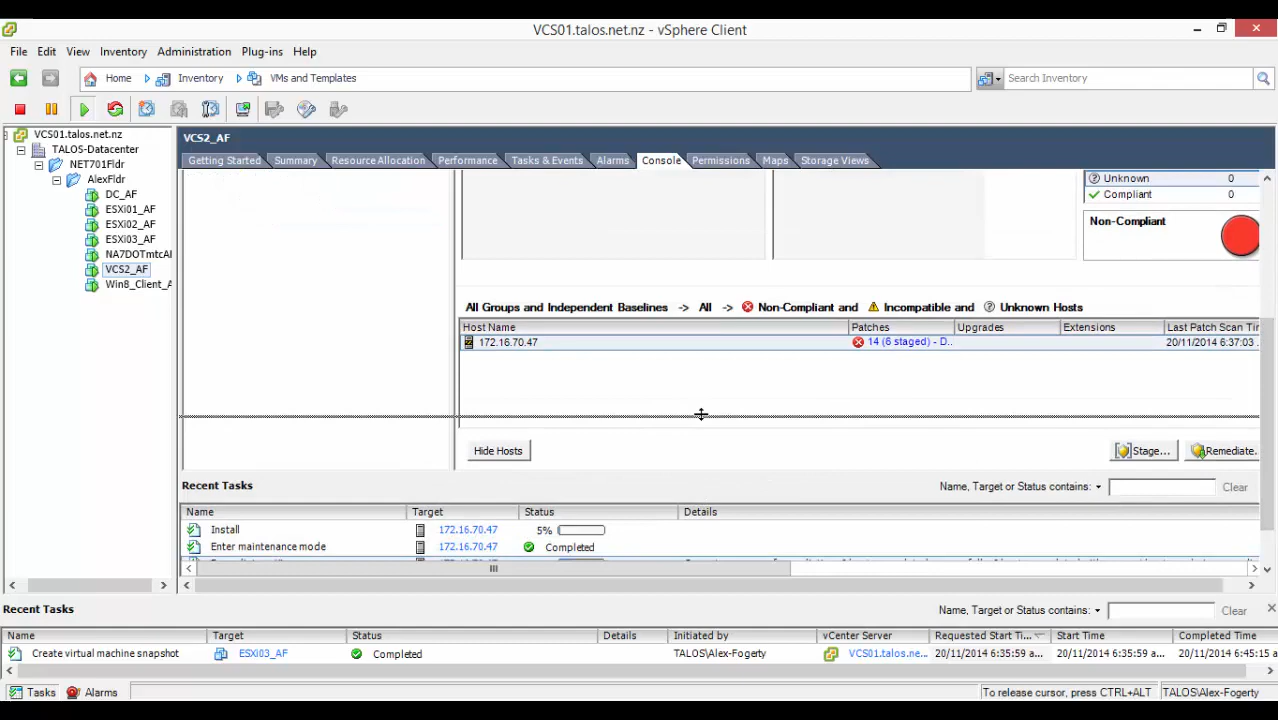 VCS01.talos.net.nz - vSphere Client
File Edit View Inventory Administration Plug-ins Help
Home Inventory VMs and Templates Search Inventory
VCS01.talos.net.nz
TALOS-Datacenter
NET701Fldr
AlexFldr
DC_AF
ESXi01_AF
ESXi02_AF
ESXi03_AF
NA7DOTmtcAl
VCS2_AF
Win8_Client_A
VCS2_AF
Getting Started Summary Resource Allocation Performance Tasks & Events Alarms Console Permissions Maps Storage Views
Unknown 0
Compliant 0
Non-Compliant
All Groups and Independent Baselines -> All -> Non-Compliant and Incompatible and Unknown Hosts
Host Name Patches Upgrades Extensions Last Patch Scan Tim
172.16.70.47 14 (6 staged) - D.. 20/11/2014 6:37:03 .
Hide Hosts Stage... Remediate.
Recent Tasks Name, Target or Status contains: Clear
Name Target Status Details
Install 172.16.70.47 5%
Enter maintenance mode 172.16.70.47 Completed
Recent Tasks Name, Target or Status contains: Clear
Name Target Status Details Initiated by vCenter Server Requested Start Ti... Start Time Completed Time
Create virtual machine snapshot ESXi03_AF Completed TALOS\Alex-Fogerty VCS01.talos.ne... 20/11/2014 6:35:59 a... 20/11/2014 6:35:59 a... 20/11/2014 6:45:15 a
Tasks Alarms To release cursor, press CTRL+ALT TALOS\Alex-Fogerty